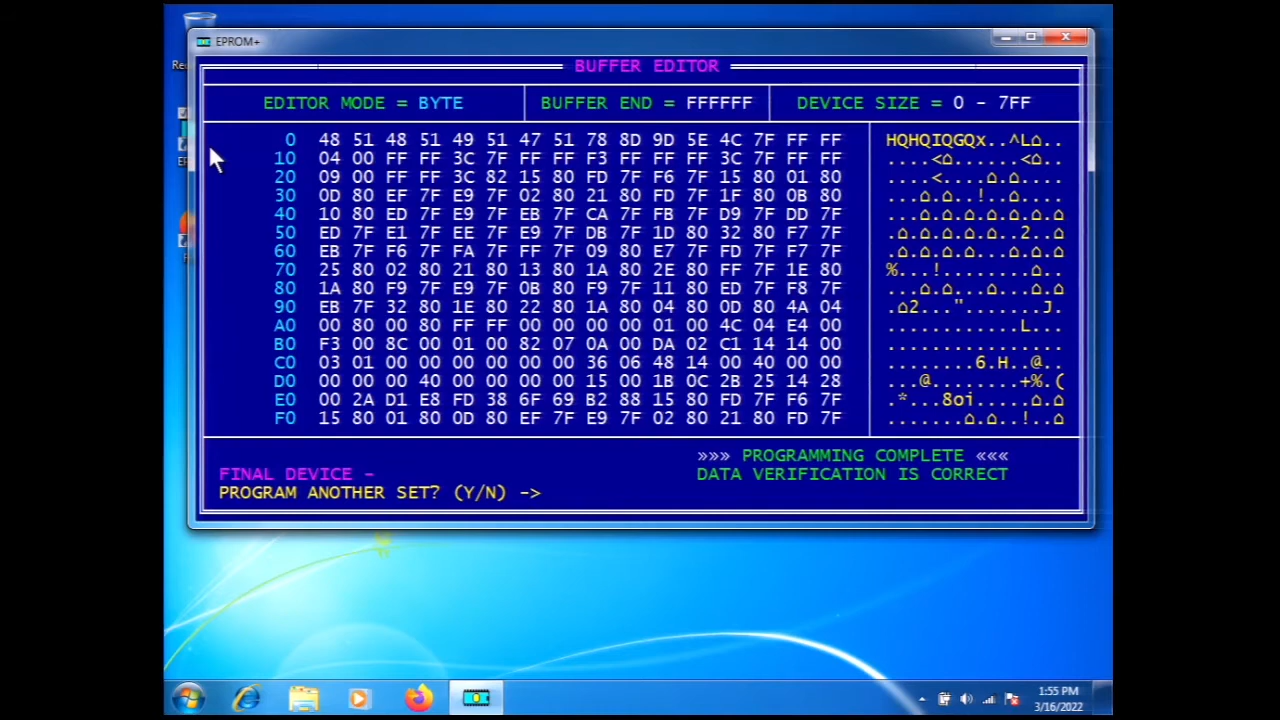 Rec
EPROM+
BUFFER EDITOR
EDITOR MODE = BYTE
BUFFER END = FFFFFF
DEVICE SIZE = 0 - 7FF
0 48 51 48 51 49 51 47 51 78 8D 9D 5E 4C 7F FF FF HQHQIQGQx..^L⌂..
10 04 00 FF FF 3C 7F FF FF F3 FF FF FF 3C 7F FF FF ....<⌂......<⌂..
20 09 00 FF FF 3C 82 15 80 FD 7F F6 7F 15 80 01 80 ....<....⌂.⌂....
30 0D 80 EF 7F E9 7F 02 80 21 80 FD 7F 1F 80 0B 80 ...⌂.⌂..!..⌂....
40 10 80 ED 7F E9 7F EB 7F CA 7F FB 7F D9 7F DD 7F ...⌂.⌂.⌂.⌂.⌂.⌂.⌂
50 ED 7F E1 7F EE 7F E9 7F DB 7F 1D 80 32 80 F7 7F .⌂.⌂.⌂.⌂.⌂..2..⌂
60 EB 7F F6 7F FA 7F FF 7F 09 80 E7 7F FD 7F F7 7F .⌂.⌂.⌂.⌂...⌂.⌂.⌂
70 25 80 02 80 21 80 13 80 1A 80 2E 80 FF 7F 1E 80 %...!........⌂..
80 1A 80 F9 7F E9 7F 0B 80 F9 7F 11 80 ED 7F F8 7F ...⌂.⌂...⌂...⌂.⌂
90 EB 7F 32 80 1E 80 22 80 1A 80 04 80 0D 80 4A 04 .⌂2...".......J.
A0 00 80 00 80 FF FF 00 00 00 00 01 00 4C 04 E4 00 ............L...
B0 F3 00 8C 00 01 00 82 07 0A 00 DA 02 C1 14 14 00 ................
C0 03 01 00 00 00 00 00 00 36 06 48 14 00 40 00 00 ........6.H..@..
D0 00 00 00 40 00 00 00 00 15 00 1B 0C 2B 25 14 28 ...@........+%.(
E0 00 2A D1 E8 FD 38 6F 69 B2 88 15 80 FD 7F F6 7F .*...8oi.....⌂.⌂
F0 15 80 01 80 0D 80 EF 7F E9 7F 02 80 21 80 FD 7F .......⌂.⌂..!..⌂
»»» PROGRAMMING COMPLETE «««
FINAL DEVICE -
DATA VERIFICATION IS CORRECT
PROGRAM ANOTHER SET? (Y/N) ->
1:55 PM
3/16/2022